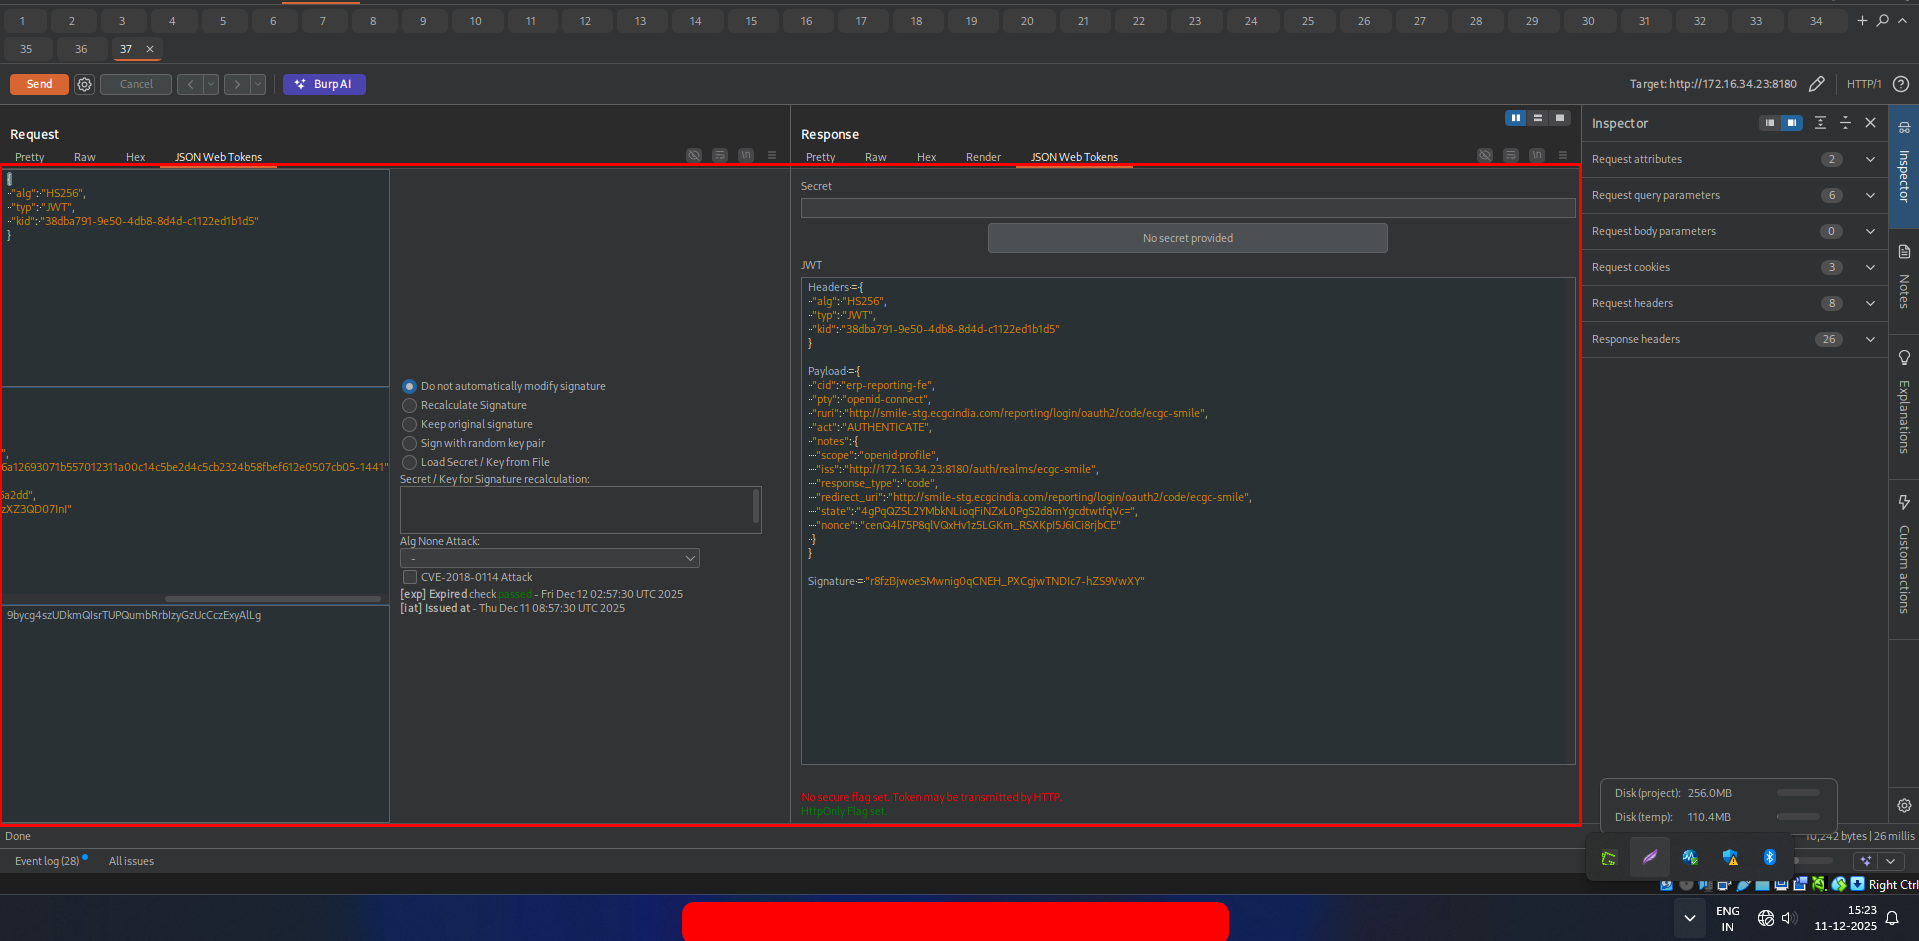 1 2 3 4 5 6 7 8 9 10 11 12 13 14 15 16 17 18 19 20 21 22 23 24 25 26 27 28 29 30 31 32 33 34
35 36 37
Send Cancel Burp AI Target: http://172.16.34.23:8180 HTTP/1
Request
Pretty Raw Hex JSON Web Tokens
{
"alg": "HS256",
"typ": "JWT",
"kid": "38dba791-9e50-4db8-8d4d-c1122ed1b1d5"
}
",
6a12693071b557012311a00c14c5be2d4c5cb2324b58fbef612e0507cb05-1441"
5a2dd",
zXZ3QD07InI"
9bycg4szUDkmQIsrTUPQumbRrbIzyGzUcCczExyAlLg
Do not automatically modify signature
Recalculate Signature
Keep original signature
Sign with random key pair
Load Secret / Key from File
Secret / Key for Signature recalculation:
Alg None Attack:
-
CVE-2018-0114 Attack
[exp] Expired check passed - Fri Dec 12 02:57:30 UTC 2025
[iat] Issued at - Thu Dec 11 08:57:30 UTC 2025
Response
Pretty Raw Hex Render JSON Web Tokens
Secret
No secret provided
JWT
Headers = {
"alg": "HS256",
"typ": "JWT",
"kid": "38dba791-9e50-4db8-8d4d-c1122ed1b1d5"
}
Payload = {
"cid": "erp-reporting-fe",
"pty": "openid-connect",
"ruri": "http://smile-stg.ecgcindia.com/reporting/login/oauth2/code/ecgc-smile",
"act": "AUTHENTICATE",
"notes": {
"scope": "openid profile",
"iss": "http://172.16.34.23:8180/auth/realms/ecgc-smile",
"response_type": "code",
"redirect_uri": "http://smile-stg.ecgcindia.com/reporting/login/oauth2/code/ecgc-smile",
"state": "4gPqQZSL2YMbkNLioqFiNZxL0PgS2d8mYgcdtwtfqVc=",
"nonce": "cenQ4l75P8qlVQxHv1z5LGKm_RSXKpI5J6ICi8rjbCE"
}
}
Signature = "r8fzBjwoeSMwnig0qCNEH_PXCgjwTNDIc7-hZS9VwXY"
No secure flag set. Token may be transmitted by HTTP.
HttpOnly Flag set.
Inspector
Request attributes 2
Request query parameters 6
Request body parameters 0
Request cookies 3
Request headers 8
Response headers 26
Inspector
Notes
Explanations
Custom actions
Disk (project): 256.0MB
Disk (temp): 110.4MB
Done 10,242 bytes | 26 millis
Event log (28) All issues
Right Ctrl
ENG
IN
15:23
11-12-2025